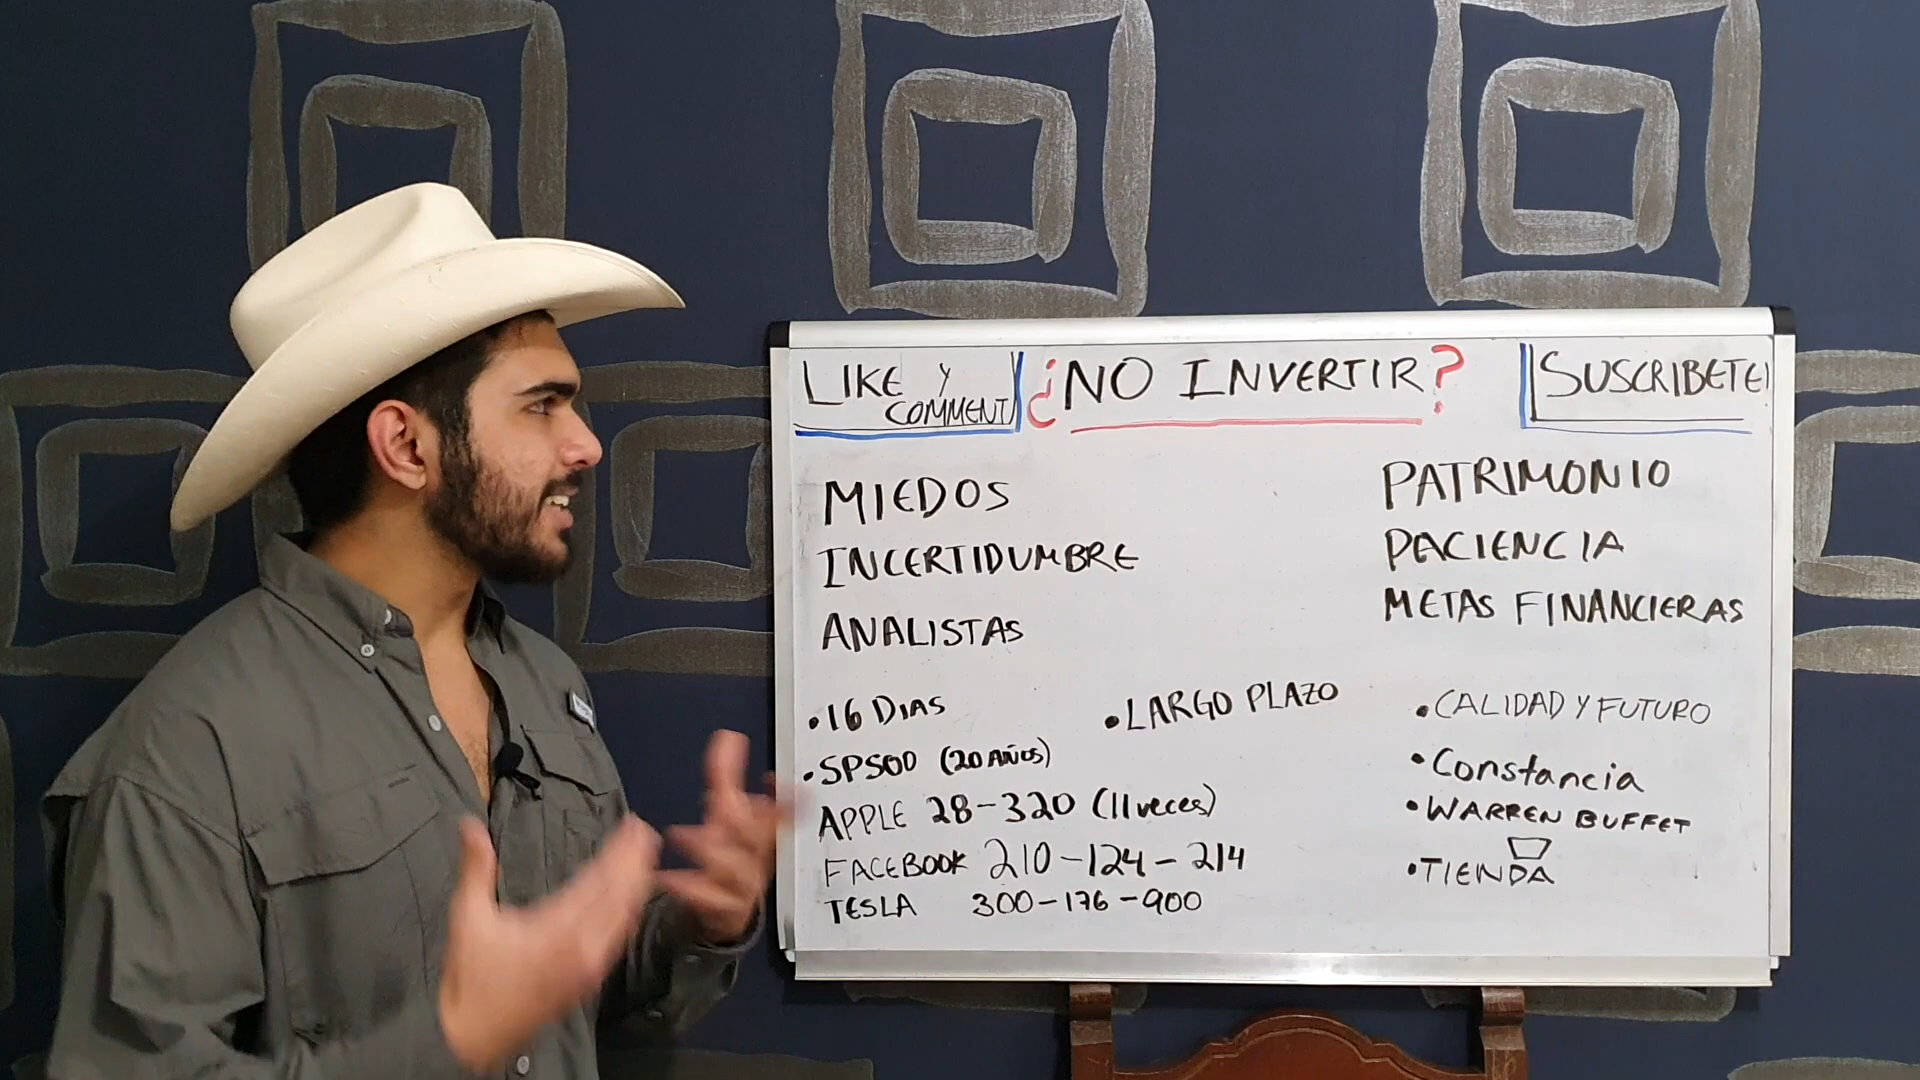 LIKE Y COMMENT
¿NO INVERTIR?
SUSCRIBETE!
MIEDOS
INCERTIDUMBRE
ANALISTAS
PATRIMONIO
PACIENCIA
METAS FINANCIERAS
• 16 DIAS
• SP500 (20 AÑOS)
APPLE 28-320 (11 veces)
FACEBOOK 210-124-214
TESLA 300-176-900
• LARGO PLAZO
• CALIDAD Y FUTURO
• Constancia
• WARREN BUFFET
• TIENDA